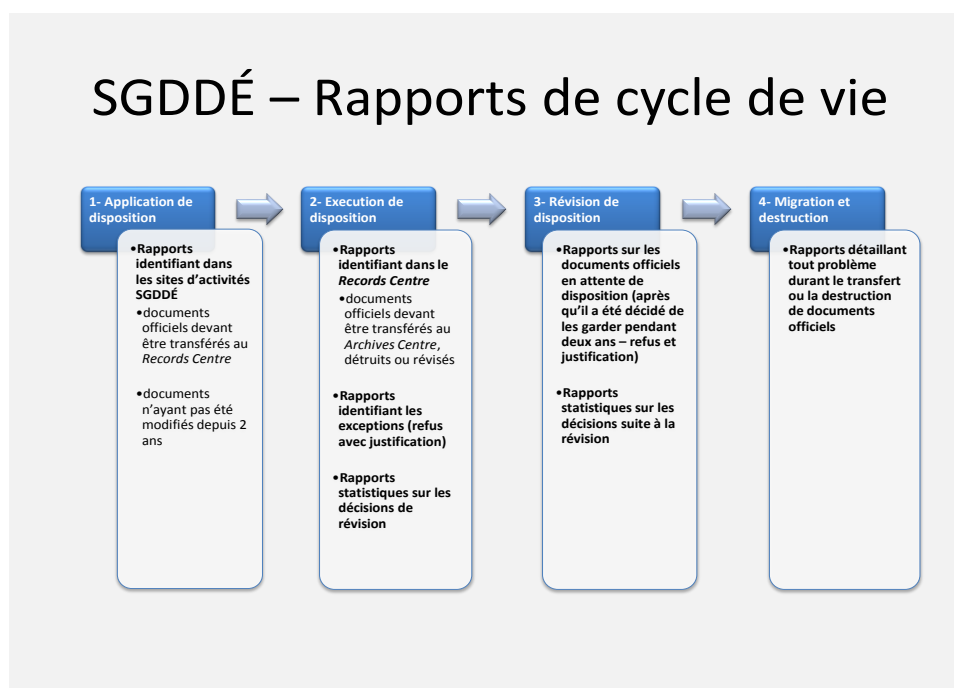 SGDDÉ – Rapports de cycle de vie
1- Application de
disposition
•Rapports
identifiant dans
les sites d'activités
SGDDÉ
•documents
officiels devant
être transférés au
Records Centre
•documents
n'ayant pas été
modifiés depuis 2
ans
2- Execution de
disposition
•Rapports
identifiant dans le
Records Centre
•documents
officiels devant
être transférés au
Archives Centre,
détruits ou révisés
•Rapports
identifiant les
exceptions (refus
avec justification)
•Rapports
statistiques sur les
décisions de
révision
3- Révision de
disposition
•Rapports sur les
documents officiels
en attente de
disposition (après
qu'il a été décidé de
les garder pendant
deux ans – refus et
justification)
•Rapports
statistiques sur les
décisions suite à la
révision
4- Migration et
destruction
•Rapports détaillant
tout problème
durant le transfert
ou la destruction
de documents
officiels